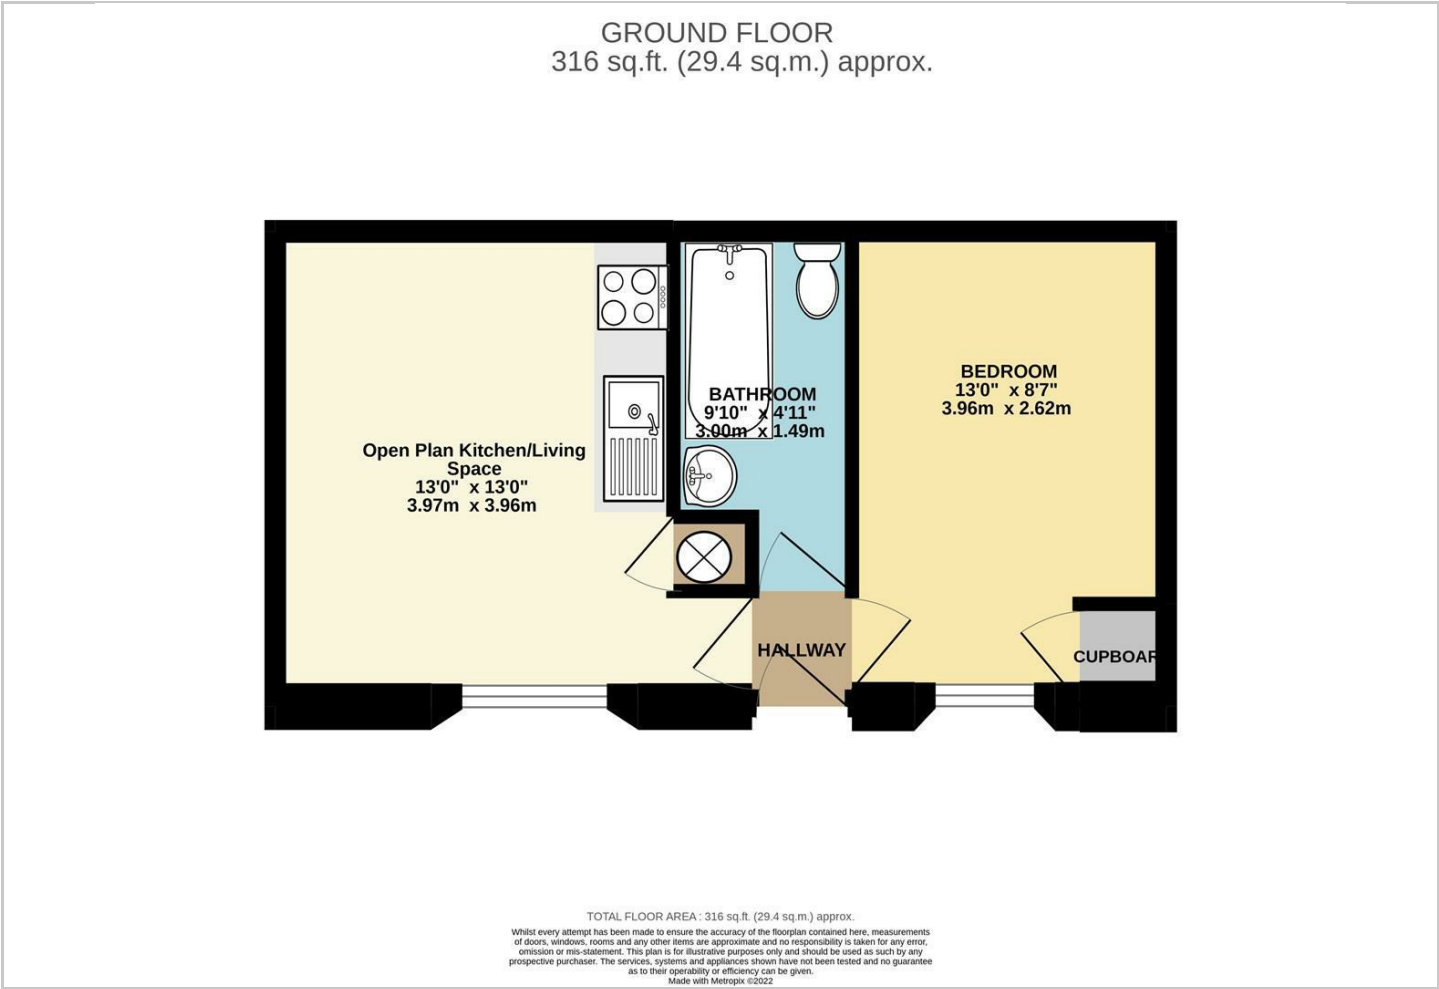 GROUND FLOOR
316 sq.ft. (29.4 sq.m.) approx.
Open Plan Kitchen/Living
Space
13'0" x 13'0"
3.97m x 3.96m
BATHROOM
9'10" x 4'11"
3.00m x 1.49m
BEDROOM
13'0" x 8'7"
3.96m x 2.62m
HALLWAY
CUPBOAR
TOTAL FLOOR AREA : 316 sq.ft. (29.4 sq.m.) approx.
Whilst every attempt has been made to ensure the accuracy of the floorplan contained here, measurements
of doors, windows, rooms and any other items are approximate and no responsibility is taken for any error,
omission or mis-statement. This plan is for illustrative purposes only and should be used as such by any
prospective purchaser. The services, systems and appliances shown have not been tested and no guarantee
as to their operability or efficiency can be given.
Made with Metropix ©2022